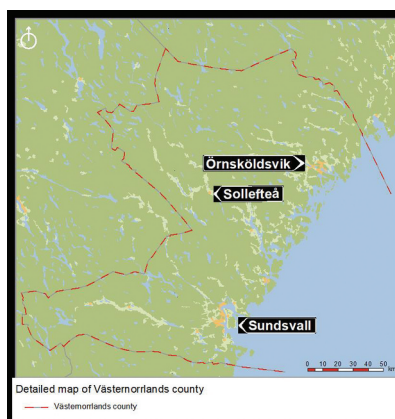 Örnsköldsvik
Sollefteå
Sundsvall
0 10 20 30 40 50
km
Detailed map of Västernorrlands county
Västernorrlands county